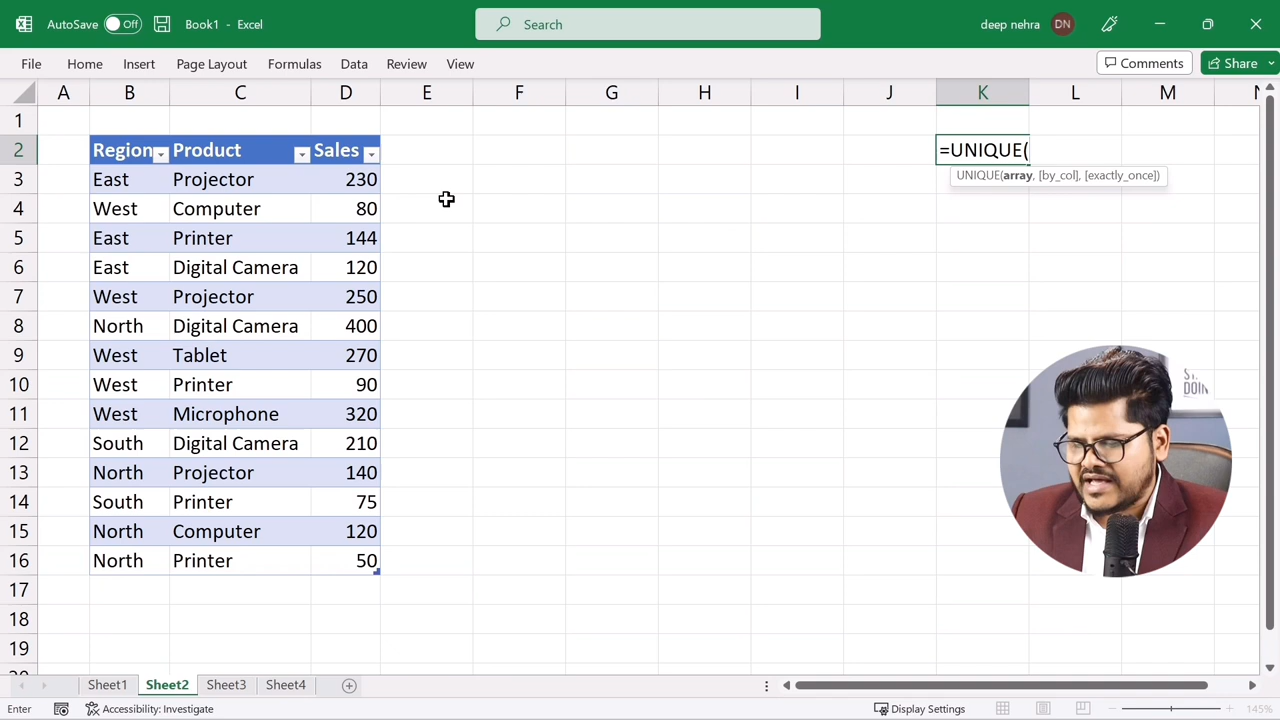 AutoSave Off Book1 - Excel Search deep nehra DN
File Home Insert Page Layout Formulas Data Review View Comments Share
A B C D E F G H I J K L M N
1
2 Region Product Sales =UNIQUE(
UNIQUE(array, [by_col], [exactly_once])
3 East Projector 230
4 West Computer 80
5 East Printer 144
6 East Digital Camera 120
7 West Projector 250
8 North Digital Camera 400
9 West Tablet 270
10 West Printer 90
11 West Microphone 320
12 South Digital Camera 210
13 North Projector 140
14 South Printer 75
15 North Computer 120
16 North Printer 50
17
18
19
Sheet1 Sheet2 Sheet3 Sheet4
Enter Accessibility: Investigate Display Settings 145%